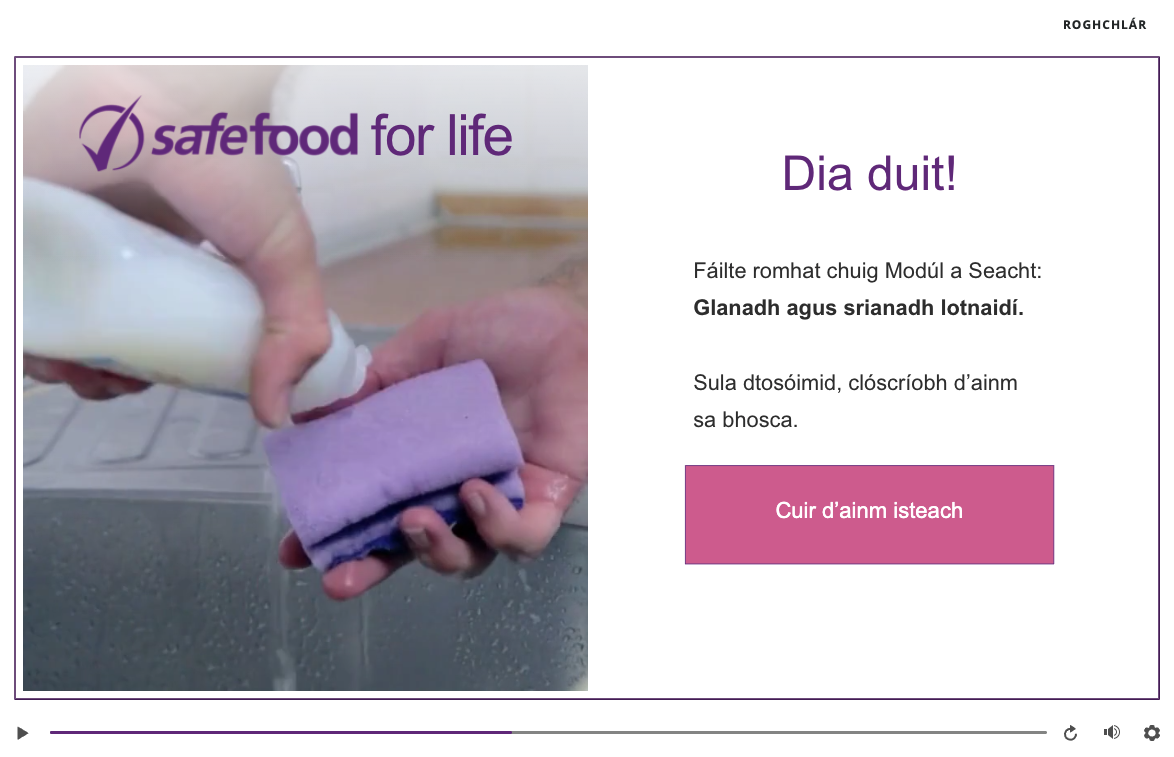 ROGHCHLÁR
safefood for life
Dia duit!
Fáilte romhat chuig Modúl a Seacht:
Glanadh agus srianadh lotnaidí.
Sula dtosóimid, clóscríobh d’ainm
sa bhosca.
Cuir d’ainm isteach